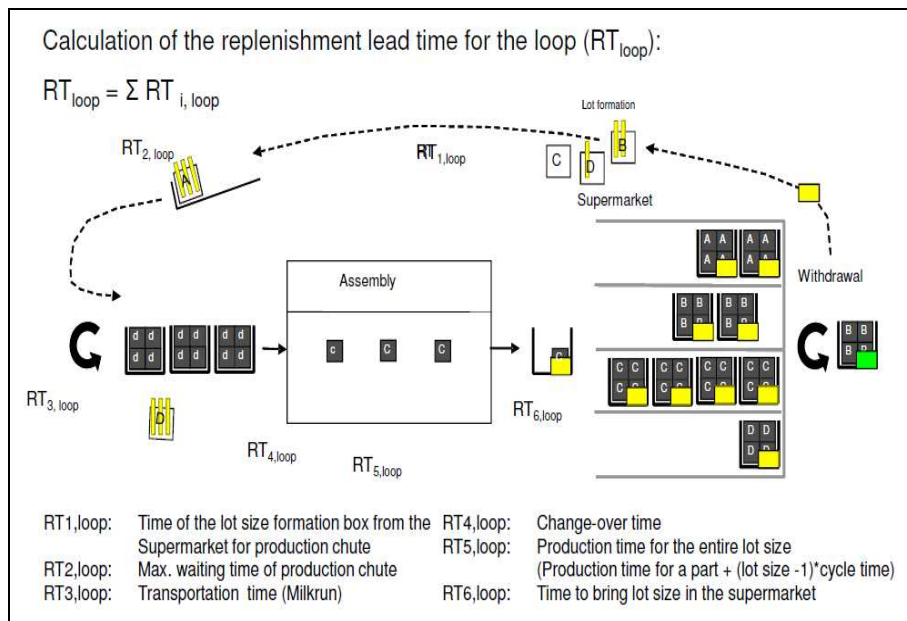 Calculation of the replenishment lead time for the loop (RTloop):
RTloop = Σ RT i, loop
Lot formation
RT2, loop
RT1,loop
B
C
D
A
Supermarket
Withdrawal
Assembly
A A A A
A A
B B B B
B B
B B
B
C C C C C C C C
C C C C
D D
D
d d d d d d
d d d d d d
c C C
C
D
RT3, loop
RT4,loop
RT5,loop
RT6,loop
RT1,loop: Time of the lot size formation box from the
Supermarket for production chute
RT2,loop: Max. waiting time of production chute
RT3,loop: Transportation time (Milkrun)
RT4,loop: Change-over time
RT5,loop: Production time for the entire lot size
(Production time for a part + (lot size -1)*cycle time)
RT6,loop: Time to bring lot size in the supermarket